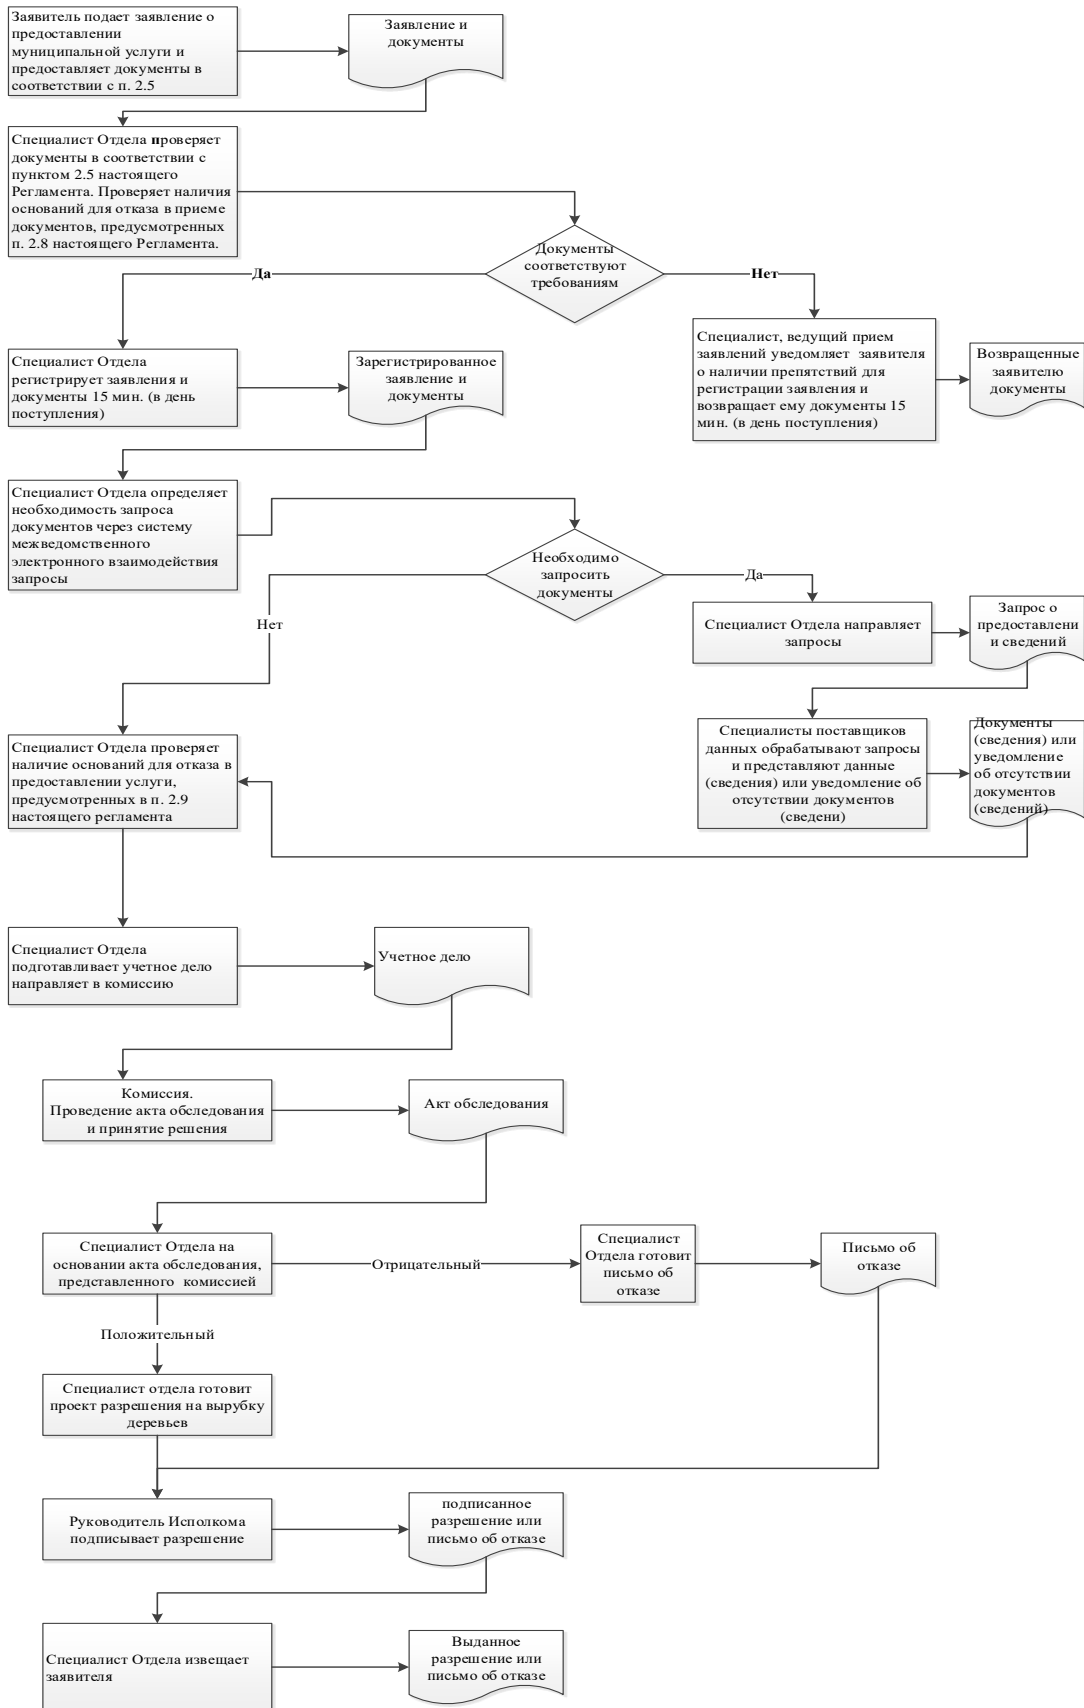 Заявитель подает заявление о
предоставлении
муниципальной услуги и
предоставляет документы в
соответствии с п. 2.5
Заявление и
документы
Специалист Отдела проверяет
документы в соответствии с
пунктом 2.5 настоящего
Регламента. Проверяет наличия
оснований для отказа в приеме
документов, предусмотренных
п. 2.8 настоящего Регламента.
Документы
соответствуют
требованиям
Да
Нет
Специалист Отдела
регистрирует заявления и
документы 15 мин. (в день
поступления)
Зарегистрированное
заявление и
документы
Специалист, ведущий прием
заявлений уведомляет заявителя
о наличии препятствий для
регистрации заявления и
возвращает ему документы 15
мин. (в день поступления)
Возвращенные
заявителю
документы
Специалист Отдела определяет
необходимость запроса
документов через систему
межведомственного
электронного взаимодействия
запросы
Необходимо
запросить
документы
Да
Нет
Специалист Отдела направляет
запросы
Запрос о
предоставлени
и сведений
Специалист Отдела проверяет
наличие оснований для отказа в
предоставлении услуги,
предусмотренных в п. 2.9
настоящего регламента
Специалисты поставщиков
данных обрабатывают запросы
и представляют данные
(сведения) или уведомление об
отсутствии документов
(сведени)
Документы
(сведения) или
уведомление
об отсутствии
документов
(сведений)
Специалист Отдела
подготавливает учетное дело
направляет в комиссию
Учетное дело
Комиссия.
Проведение акта обследования
и принятие решения
Акт обследования
Специалист Отдела на
основании акта обследования,
представленного комиссией
Отрицательный
Специалист
Отдела готовит
письмо об
отказе
Письмо об
отказе
Положительный
Специалист отдела готовит
проект разрешения на вырубку
деревьев
Руководитель Исполкома
подписывает разрешение
подписанное
разрешение или
письмо об отказе
Специалист Отдела извещает
заявителя
Выданное
разрешение или
письмо об отказе